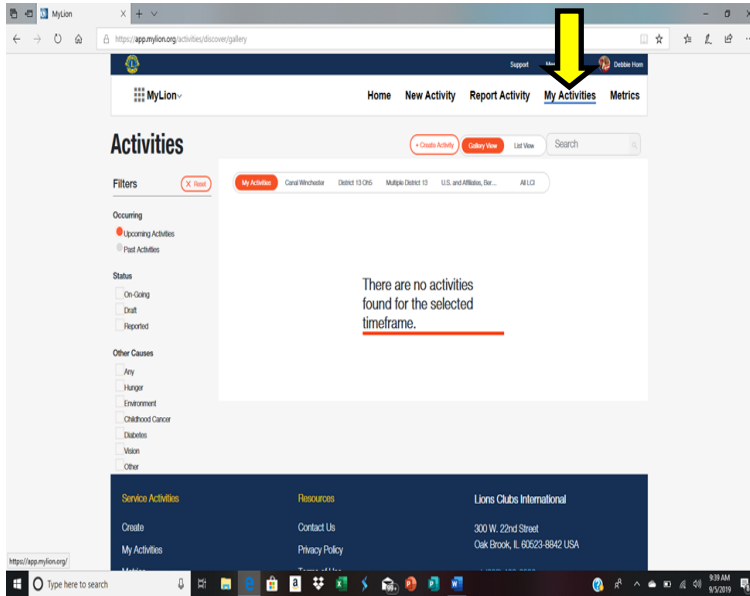 MyLion
https://app.mylion.org/activities/discover/gallery
Support
Debbie Hom
MyLion
Home New Activity Report Activity My Activities Metrics
Activities
+ Create Activity Gallery View List View Search
Filters X Reset
My Activities Canal Winchester District 13 OH5 Multiple District 13 U.S. and Affiliates, Ber... All LCI
Occurring
Upcoming Activities
Past Activities
Status
On-Going
Draft
Reported
There are no activities
found for the selected
timeframe.
Other Causes
Any
Hunger
Environment
Childhood Cancer
Diabetes
Vision
Other
Service Activities Resources Lions Clubs International
Create Contact Us 300 W. 22nd Street
Oak Brook, IL 60523-8842 USA
My Activities Privacy Policy
https://app.mylion.org/
Type here to search
99+
9:39 AM
9/5/2019